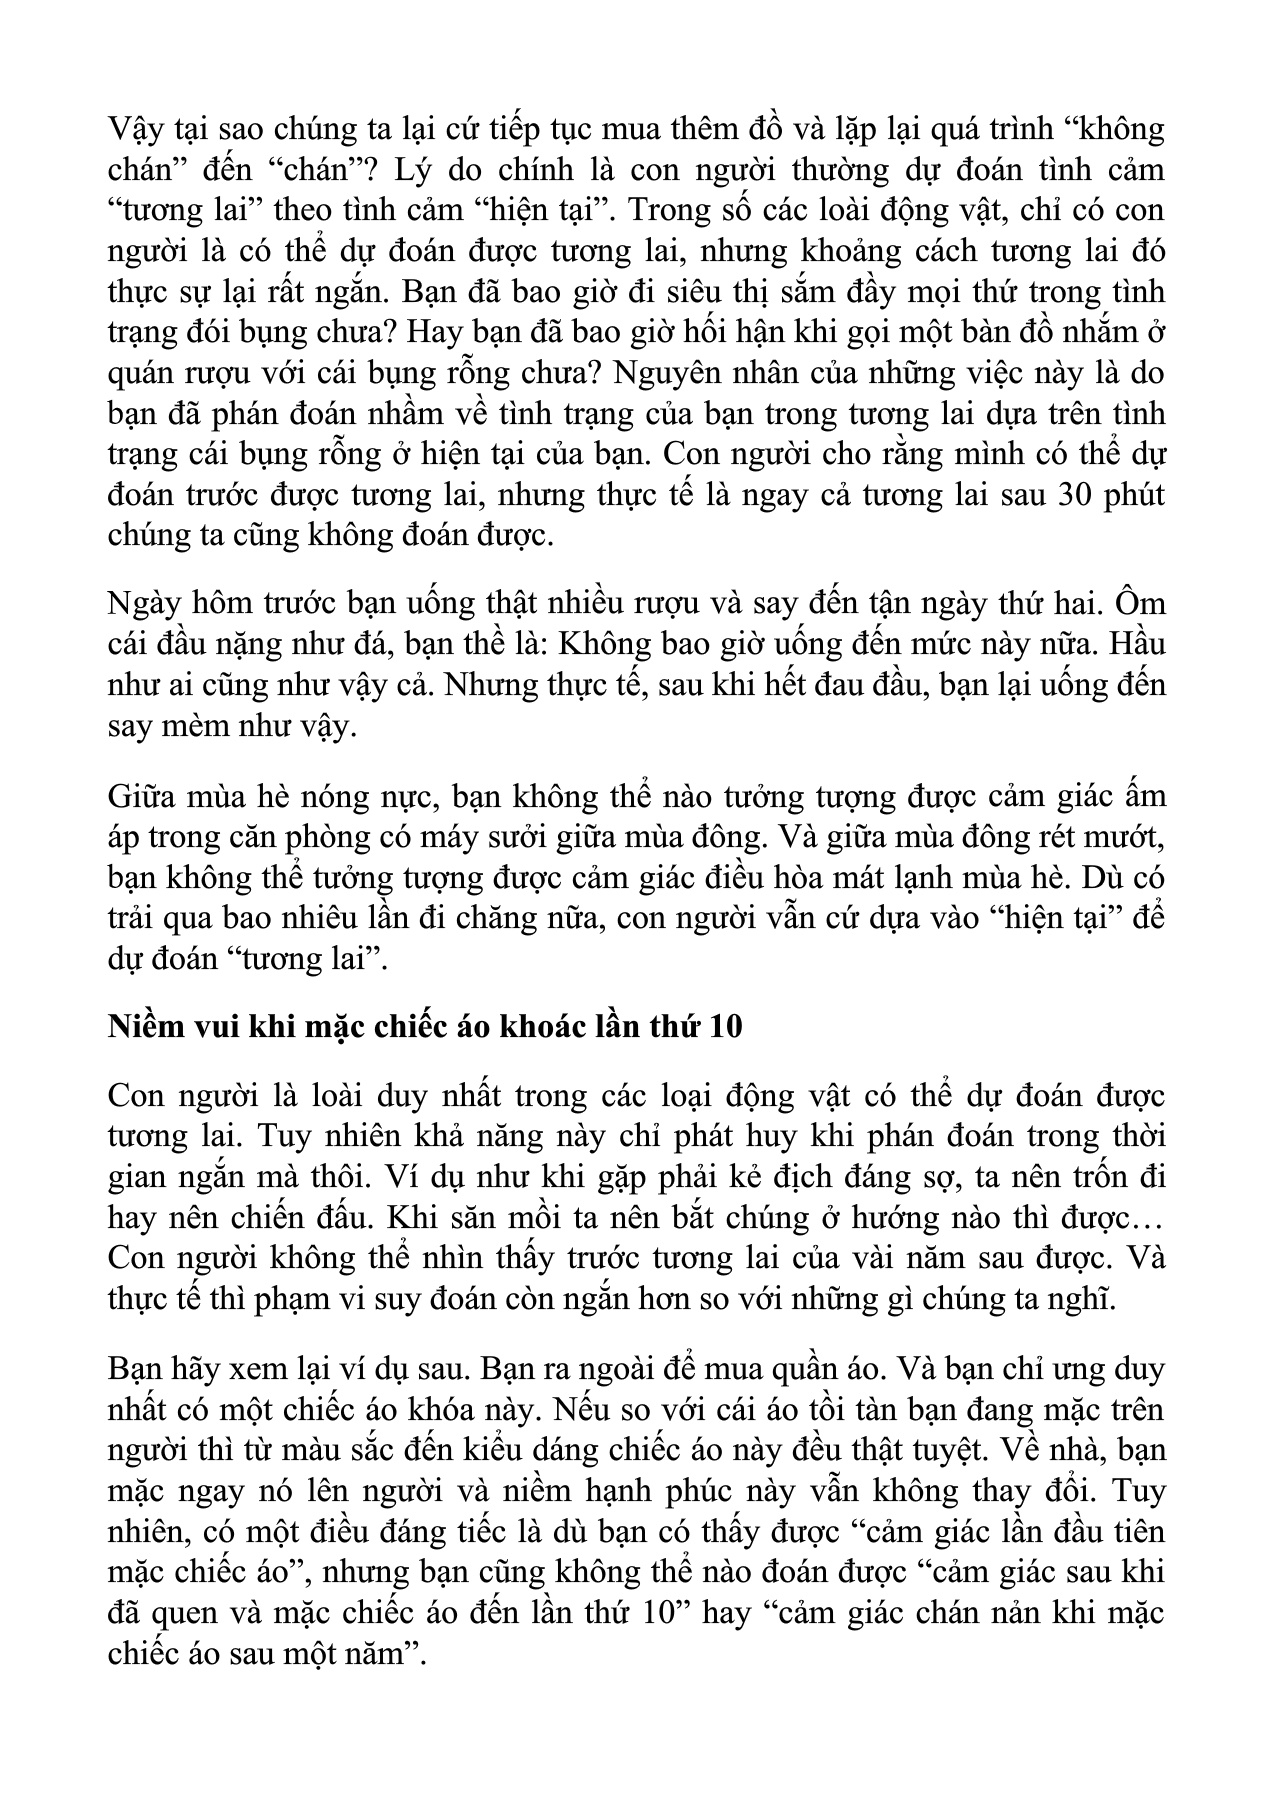 Vậy tại sao chúng ta lại cứ tiếp tục mua thêm đồ và lặp lại quá trình “không
chán” đến “chán”? Lý do chính là con người thường dự đoán tình cảm
“tương lai” theo tình cảm “hiện tại”. Trong số các loài động vật, chỉ có con
người là có thể dự đoán được tương lai, nhưng khoảng cách tương lai đó
thực sự lại rất ngắn. Bạn đã bao giờ đi siêu thị sắm đầy mọi thứ trong tình
trạng đói bụng chưa? Hay bạn đã bao giờ hối hận khi gọi một bàn đồ nhắm ở
quán rượu với cái bụng rỗng chưa? Nguyên nhân của những việc này là do
bạn đã phán đoán nhầm về tình trạng của bạn trong tương lai dựa trên tình
trạng cái bụng rỗng ở hiện tại của bạn. Con người cho rằng mình có thể dự
đoán trước được tương lai, nhưng thực tế là ngay cả tương lai sau 30 phút
chúng ta cũng không đoán được.
Ngày hôm trước bạn uống thật nhiều rượu và say đến tận ngày thứ hai. Ôm
cái đầu nặng như đá, bạn thề là: Không bao giờ uống đến mức này nữa. Hầu
như ai cũng như vậy cả. Nhưng thực tế, sau khi hết đau đầu, bạn lại uống đến
say mèm như vậy.
Giữa mùa hè nóng nực, bạn không thể nào tưởng tượng được cảm giác ấm
áp trong căn phòng có máy sưởi giữa mùa đông. Và giữa mùa đông rét mướt,
bạn không thể tưởng tượng được cảm giác điều hòa mát lạnh mùa hè. Dù có
trải qua bao nhiêu lần đi chăng nữa, con người vẫn cứ dựa vào “hiện tại” để
dự đoán “tương lai”.
Niềm vui khi mặc chiếc áo khoác lần thứ 10
Con người là loài duy nhất trong các loại động vật có thể dự đoán được
tương lai. Tuy nhiên khả năng này chỉ phát huy khi phán đoán trong thời
gian ngắn mà thôi. Ví dụ như khi gặp phải kẻ địch đáng sợ, ta nên trốn đi
hay nên chiến đấu. Khi săn mồi ta nên bắt chúng ở hướng nào thì được…
Con người không thể nhìn thấy trước tương lai của vài năm sau được. Và
thực tế thì phạm vi suy đoán còn ngắn hơn so với những gì chúng ta nghĩ.
Bạn hãy xem lại ví dụ sau. Bạn ra ngoài để mua quần áo. Và bạn chỉ ưng duy
nhất có một chiếc áo khóa này. Nếu so với cái áo tồi tàn bạn đang mặc trên
người thì từ màu sắc đến kiểu dáng chiếc áo này đều thật tuyệt. Về nhà, bạn
mặc ngay nó lên người và niềm hạnh phúc này vẫn không thay đổi. Tuy
nhiên, có một điều đáng tiếc là dù bạn có thấy được “cảm giác lần đầu tiên
mặc chiếc áo”, nhưng bạn cũng không thể nào đoán được “cảm giác sau khi
đã quen và mặc chiếc áo đến lần thứ 10” hay “cảm giác chán nản khi mặc
chiếc áo sau một năm”.